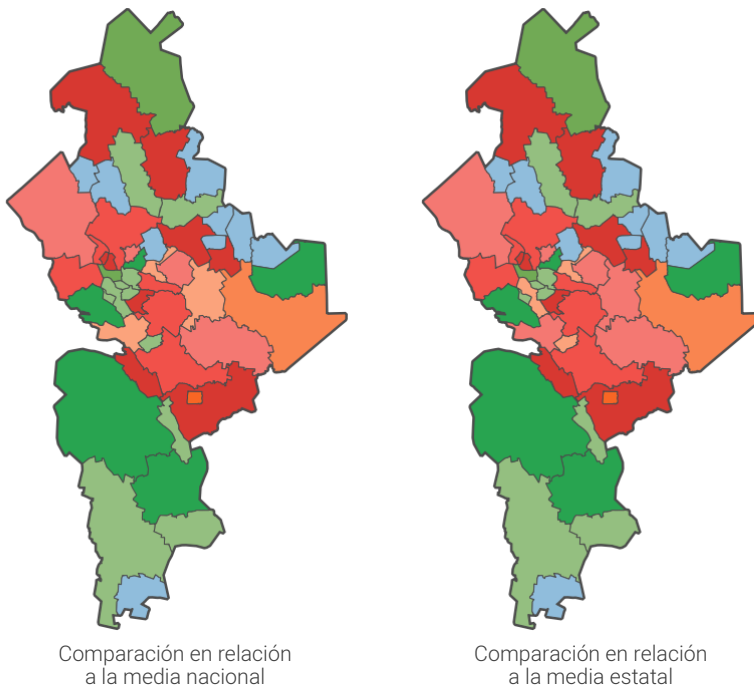 Comparación en relación
a la media nacional
Comparación en relación
a la media estatal